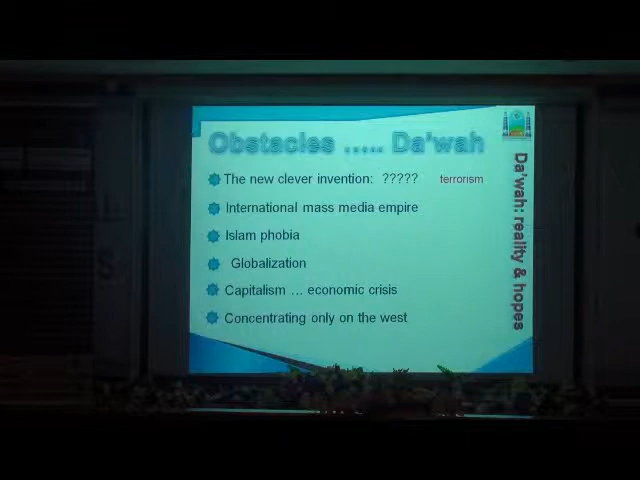 Obstacles ..... Da'wah
The new clever invention: ????? terrorism
International mass media empire
Islam phobia
Globalization
Capitalism ... economic crisis
Concentrating only on the west
Da'wah: reality & hopes